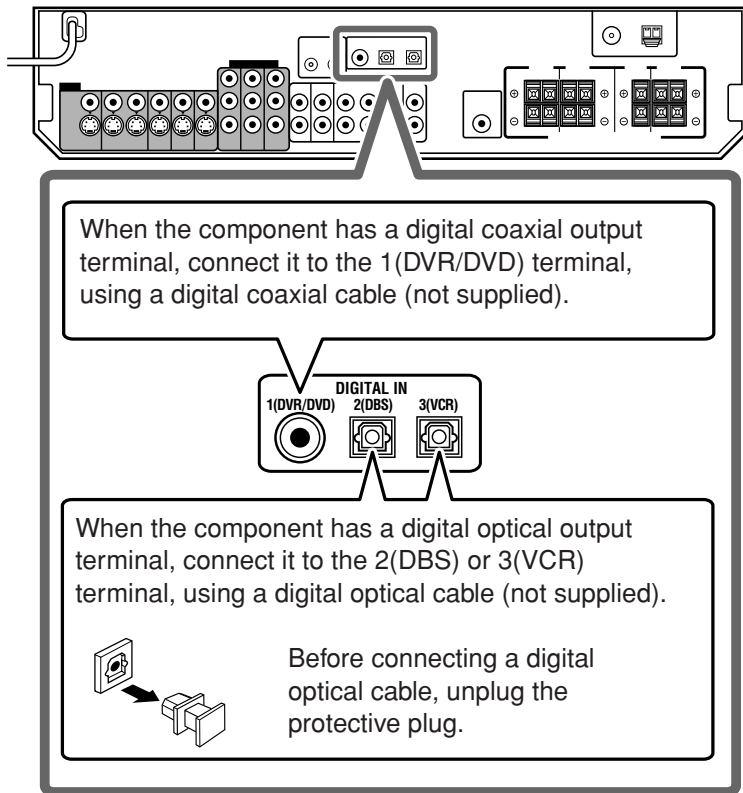 When the component has a digital coaxial output
terminal, connect it to the 1(DVR/DVD) terminal,
using a digital coaxial cable (not supplied).
DIGITAL IN
1(DVR/DVD) 2(DBS) 3(VCR)
When the component has a digital optical output
terminal, connect it to the 2(DBS) or 3(VCR)
terminal, using a digital optical cable (not supplied).
Before connecting a digital
optical cable, unplug the
protective plug.